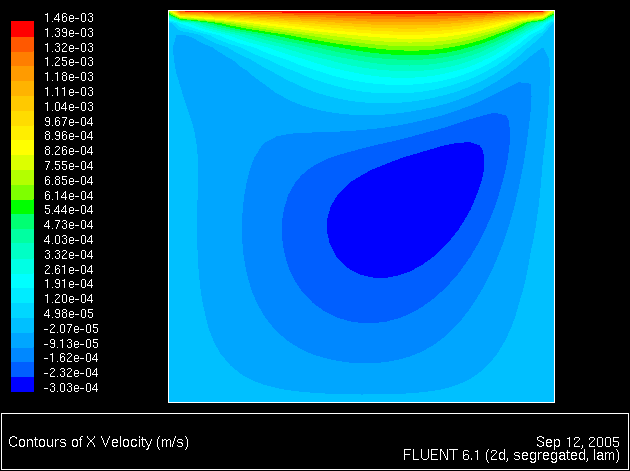 1.46e-03
1.39e-03
1.32e-03
1.25e-03
1.18e-03
1.11e-03
1.04e-03
9.67e-04
8.96e-04
8.26e-04
7.55e-04
6.85e-04
6.14e-04
5.44e-04
4.73e-04
4.03e-04
3.32e-04
2.61e-04
1.91e-04
1.20e-04
4.98e-05
-2.07e-05
-9.13e-05
-1.62e-04
-2.32e-04
-3.03e-04
Contours of X Velocity (m/s)
Sep 12, 2005
FLUENT 6.1 (2d, segregated, lam)